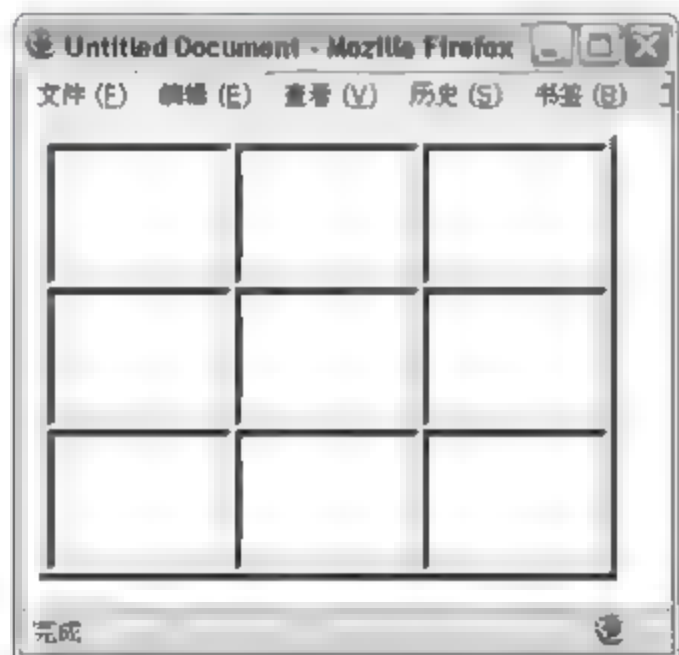 Untitled Document - Mozilla Firefox
文件 (F) 编辑 (E) 查看 (V) 历史 (S) 书签 (B)
完成